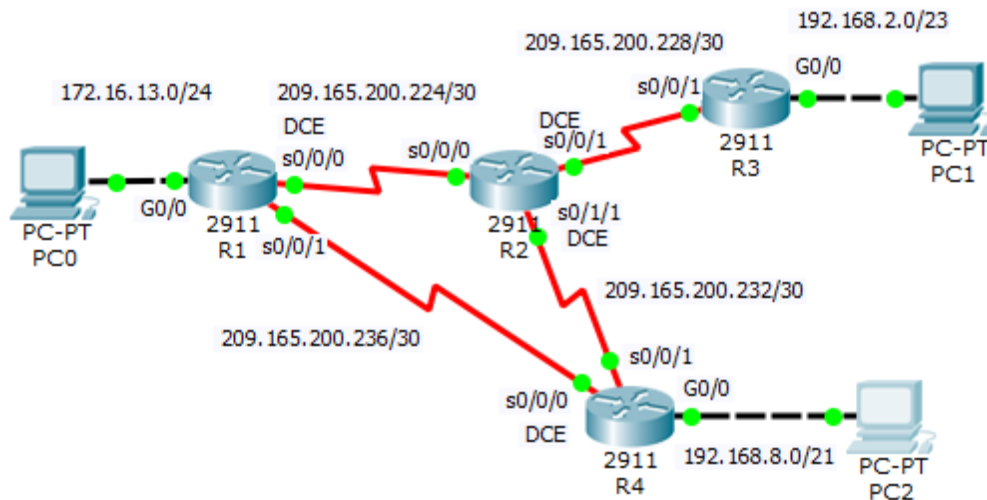 192.168.2.0/23
209.165.200.228/30
G0/0
172.16.13.0/24
209.165.200.224/30
s0/0/1
DCE
DCE
s0/0/1
s0/0/0
s0/0/0
2911
R3
PC-PT
PC1
G0/0
PC-PT
PC0
2911
R1
s0/0/1
2911
R2
s0/1/1
DCE
209.165.200.232/30
209.165.200.236/30
s0/0/1
s0/0/0
DCE
G0/0
2911
R4
192.168.8.0/21
PC-PT
PC2